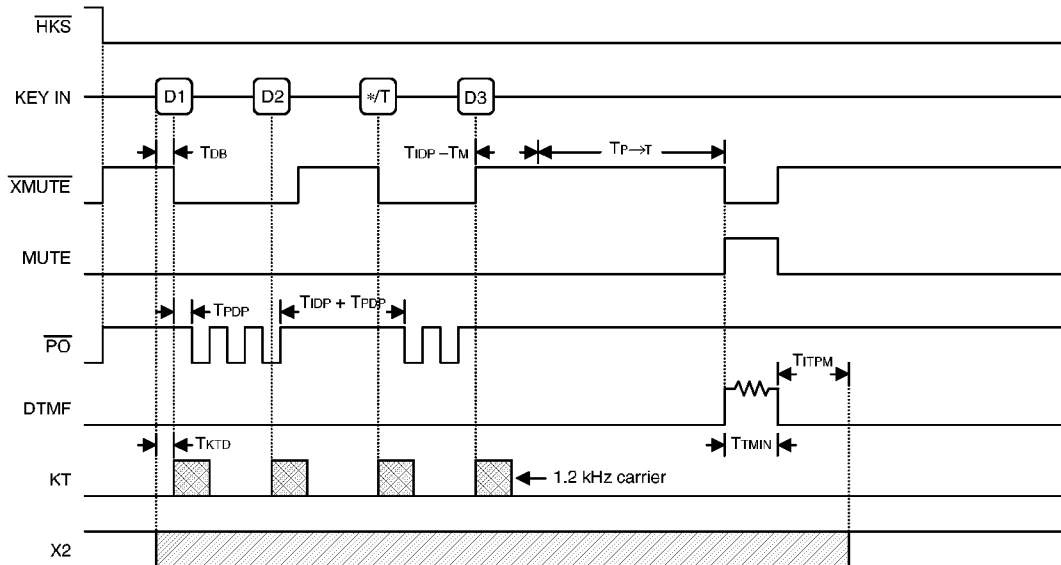 HKS
KEY IN
D1
D2
*/T
D3
TDB
TIDP –TM
TP→T
XMUTE
MUTE
TPDP
TIDP + TPDP
PO
TITPM
DTMF
TKTD
TTMIN
KT
1.2 kHz carrier
X2